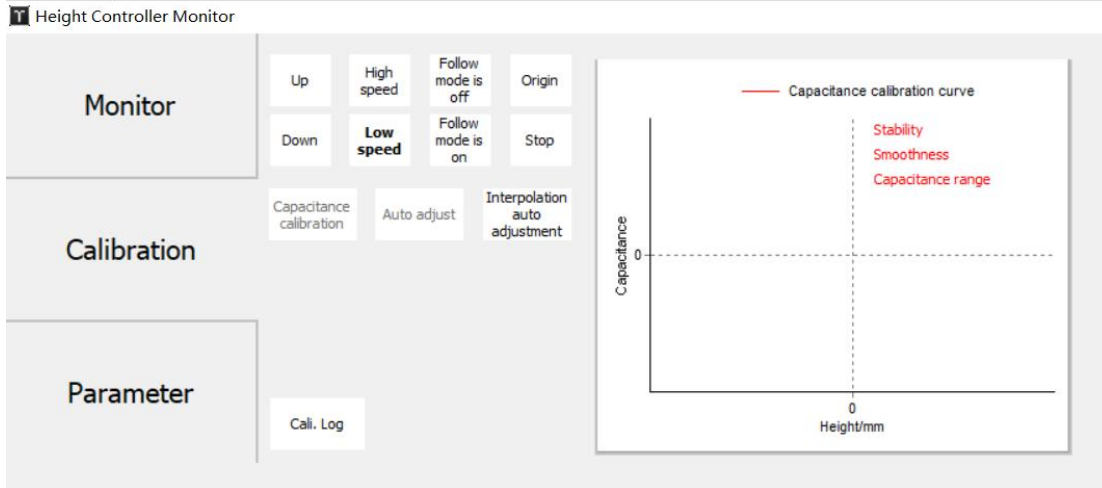 Height Controller Monitor
Monitor
Calibration
Parameter
Up
High
speed
Follow
mode is
off
Origin
Down
Low
speed
Follow
mode is
on
Stop
Capacitance
calibration
Auto adjust
Interpolation
auto
adjustment
Cali. Log
Capacitance calibration curve
Stability
Smoothness
Capacitance range
Capacitance
0
0
Height/mm